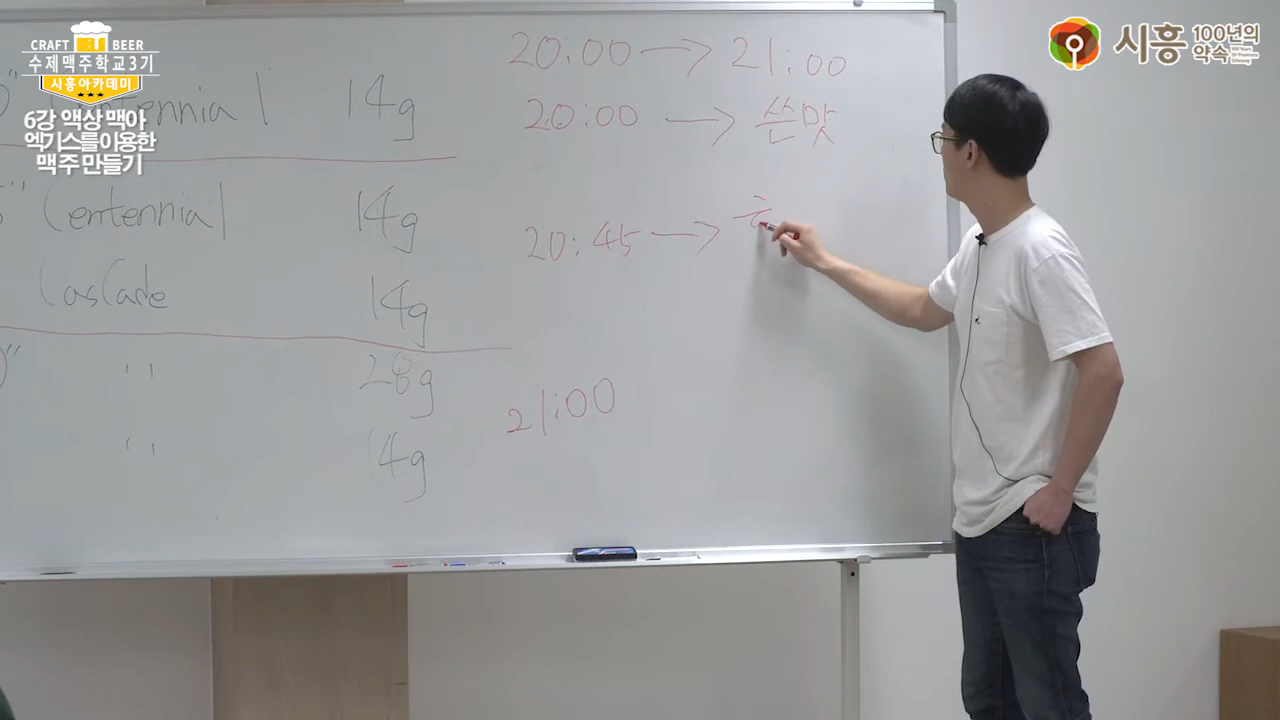 CRAFT BEER
수제맥주학교3기
시흥아카데미
6강 액상 맥아
엑기스를이용한
맥주 만들기
시흥 100년의
약속
Centennial 14g
Centennial 14g
Cascade 14g
" 28g
" 14g
20:00 → 21:00
20:00 → 쓴맛
20:45 →
21:00